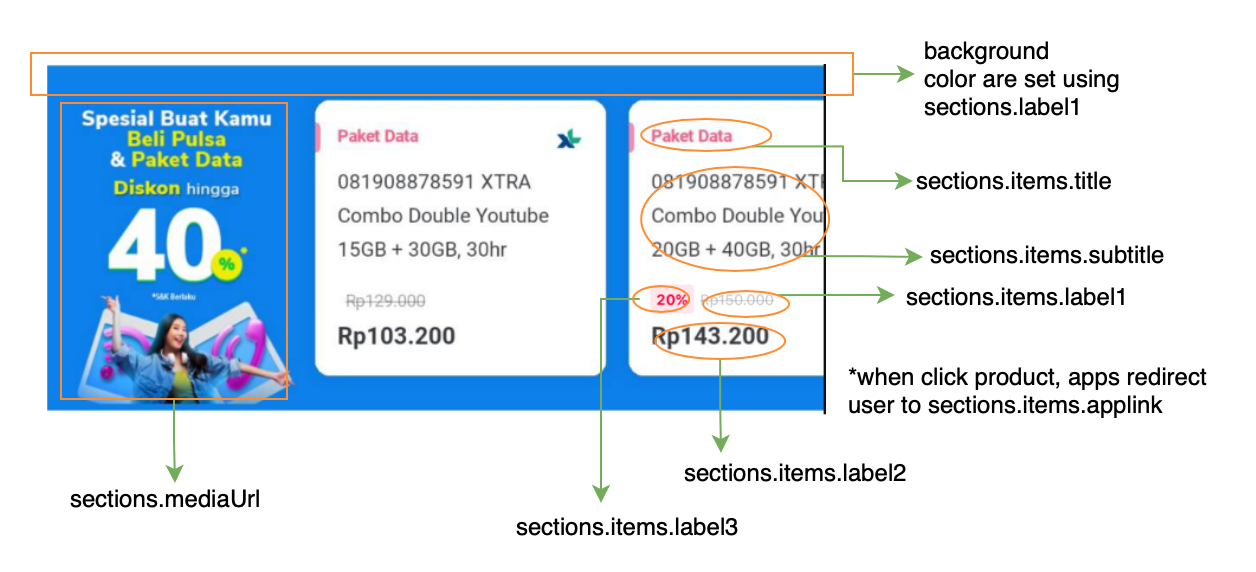 background
color are set using
sections.label1
Spesial Buat Kamu
Beli Pulsa
& Paket Data
Diskon hingga
40%*
*S&K Berlaku
Paket Data
XL
081908878591 XTRA
Combo Double Youtube
15GB + 30GB, 30hr
Rp129.000
Rp103.200
Paket Data
081908878591 XTR
Combo Double You
20GB + 40GB, 30hr
20% Rp150.000
Rp143.200
sections.items.title
sections.items.subtitle
sections.items.label1
*when click product, apps redirect
user to sections.items.applink
sections.items.label2
sections.mediaUrl
sections.items.label3